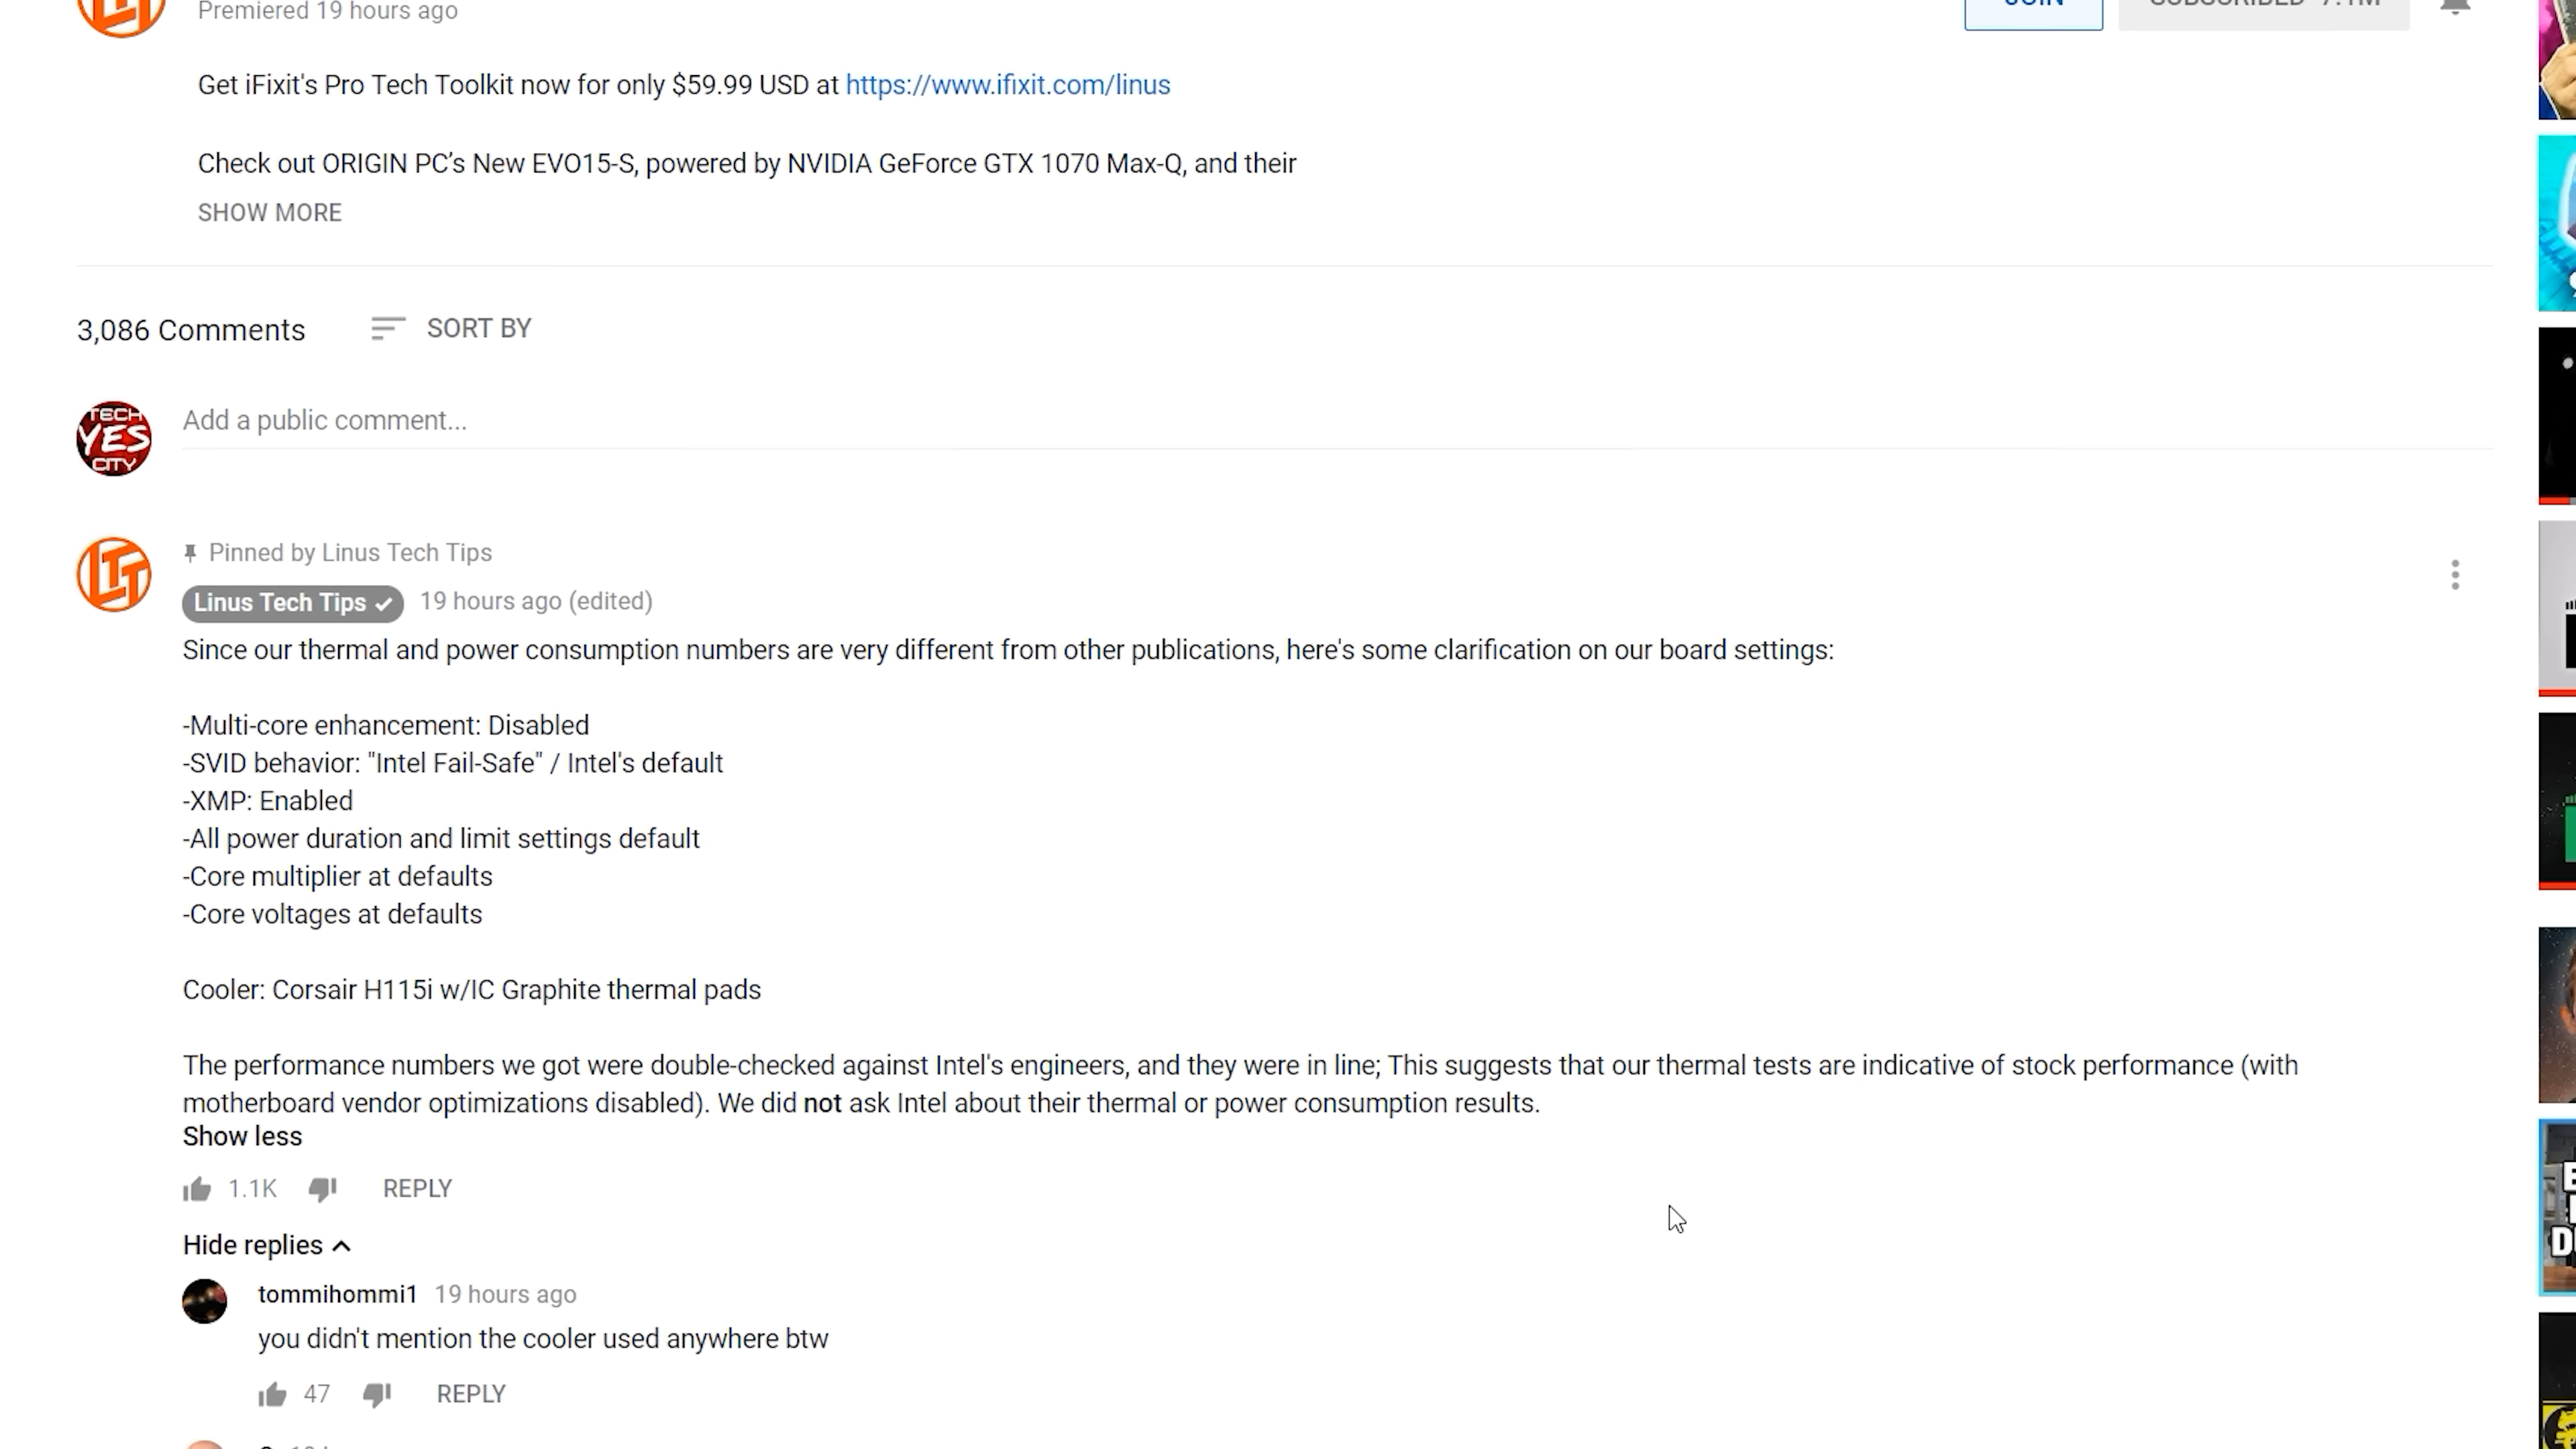 Premiered 19 hours ago
JOIN
SUBSCRIBED 7.1M
Get iFixit's Pro Tech Toolkit now for only $59.99 USD at https://www.ifixit.com/linus
Check out ORIGIN PC’s New EVO15-S, powered by NVIDIA GeForce GTX 1070 Max-Q, and their
SHOW MORE
3,086 Comments
SORT BY
TECH
YES
CITY
Add a public comment...
LTT
Pinned by Linus Tech Tips
Linus Tech Tips 19 hours ago (edited)
Since our thermal and power consumption numbers are very different from other publications, here's some clarification on our board settings:
-Multi-core enhancement: Disabled
-SVID behavior: "Intel Fail-Safe" / Intel's default
-XMP: Enabled
-All power duration and limit settings default
-Core multiplier at defaults
-Core voltages at defaults
Cooler: Corsair H115i w/IC Graphite thermal pads
The performance numbers we got were double-checked against Intel's engineers, and they were in line; This suggests that our thermal tests are indicative of stock performance (with
motherboard vendor optimizations disabled). We did not ask Intel about their thermal or power consumption results.
Show less
1.1K
REPLY
Hide replies
tommihommi1 19 hours ago
you didn't mention the cooler used anywhere btw
47
REPLY